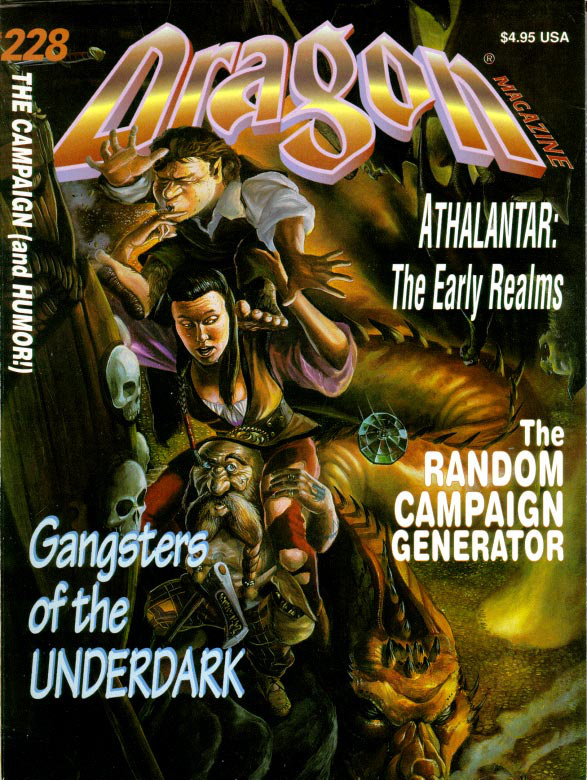 228
$4.95 USA
Dragon®
MAGAZINE
THE CAMPAIGN (and HUMOR!)
ATHALANTAR:
The Early Realms
The
RANDOM
CAMPAIGN
GENERATOR
Gangsters
of the
UNDERDARK